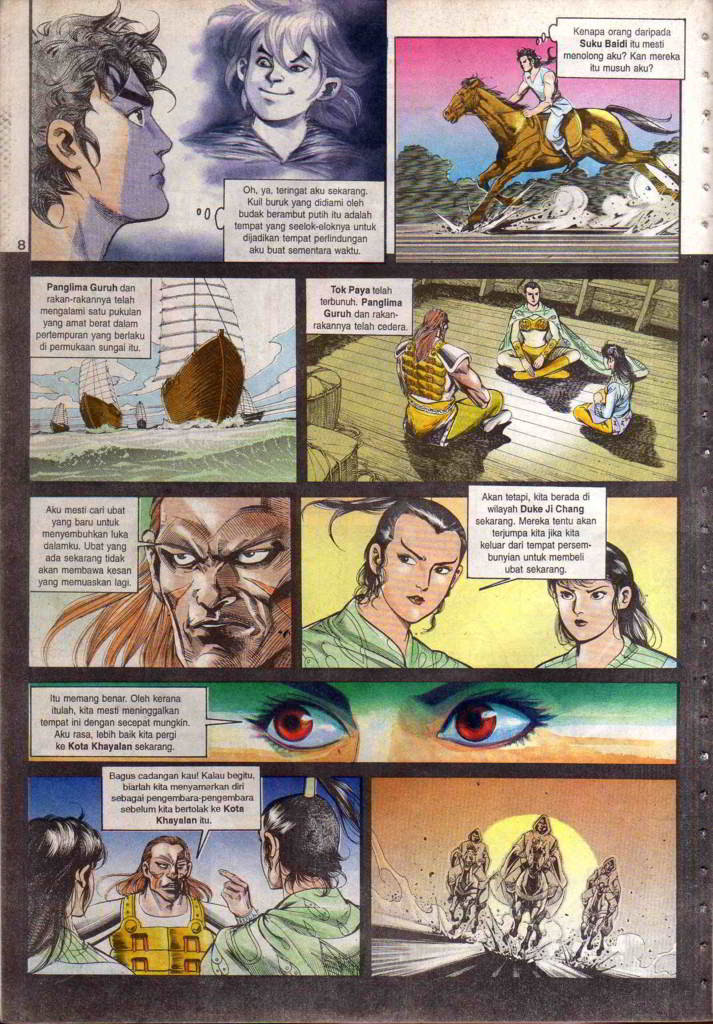 Oh, ya, teringat aku sekarang.
Kuil buruk yang didiami oleh
budak berambut putih itu adalah
tempat yang seelok-eloknya untuk
dijadikan tempat perlindungan
aku buat sementara waktu.
Kenapa orang daripada
Suku Baidi itu mesti
menolong aku? Kan mereka
itu musuh aku?
8
Panglima Guruh dan
rakan-rakannya telah
mengalami satu pukulan
yang amat berat dalam
pertempuran yang berlaku
di permukaan sungai itu.
Tok Paya telah
terbunuh. Panglima
Guruh dan rakan-
rakannya telah cedera.
Aku mesti cari ubat
yang baru untuk
menyembuhkan luka
dalamku. Ubat yang
ada sekarang tidak
akan membawa kesan
yang memuaskan lagi.
Akan tetapi, kita berada di
wilayah Duke Ji Chang
sekarang. Mereka tentu akan
terjumpa kita jika kita
keluar dari tempat persem-
bunyian untuk membeli
ubat sekarang.
Itu memang benar. Oleh kerana
itulah, kita mesti meninggalkan
tempat ini dengan secepat mungkin.
Aku rasa, lebih baik kita pergi
ke Kota Khayalan sekarang.
Bagus cadangan kau! Kalau begitu,
biarlah kita menyamarkan diri
sebagai pengembara-pengembara
sebelum kita bertolak ke Kota
Khayalan itu.